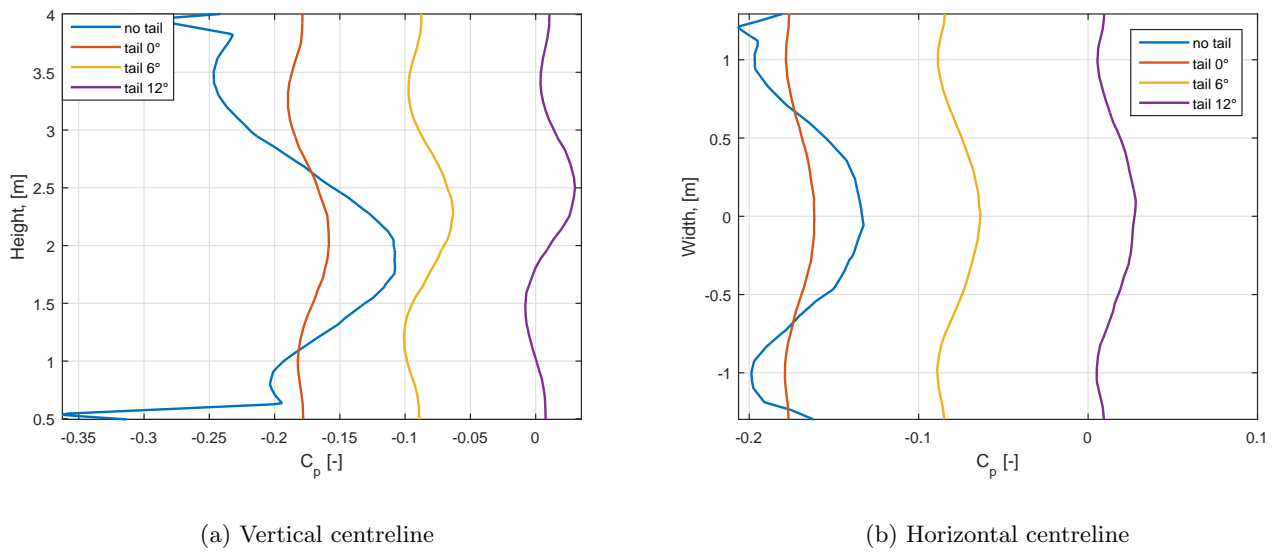 4
3.5
3
2.5
2
1.5
1
0.5
Height, [m]
no tail
tail 0°
tail 6°
tail 12°
-0.35 -0.3 -0.25 -0.2 -0.15 -0.1 -0.05 0
C_p [-]
(a) Vertical centreline
1
0.5
0
-0.5
-1
Width, [m]
no tail
tail 0°
tail 6°
tail 12°
-0.2 -0.1 0 0.1
C_p [-]
(b) Horizontal centreline